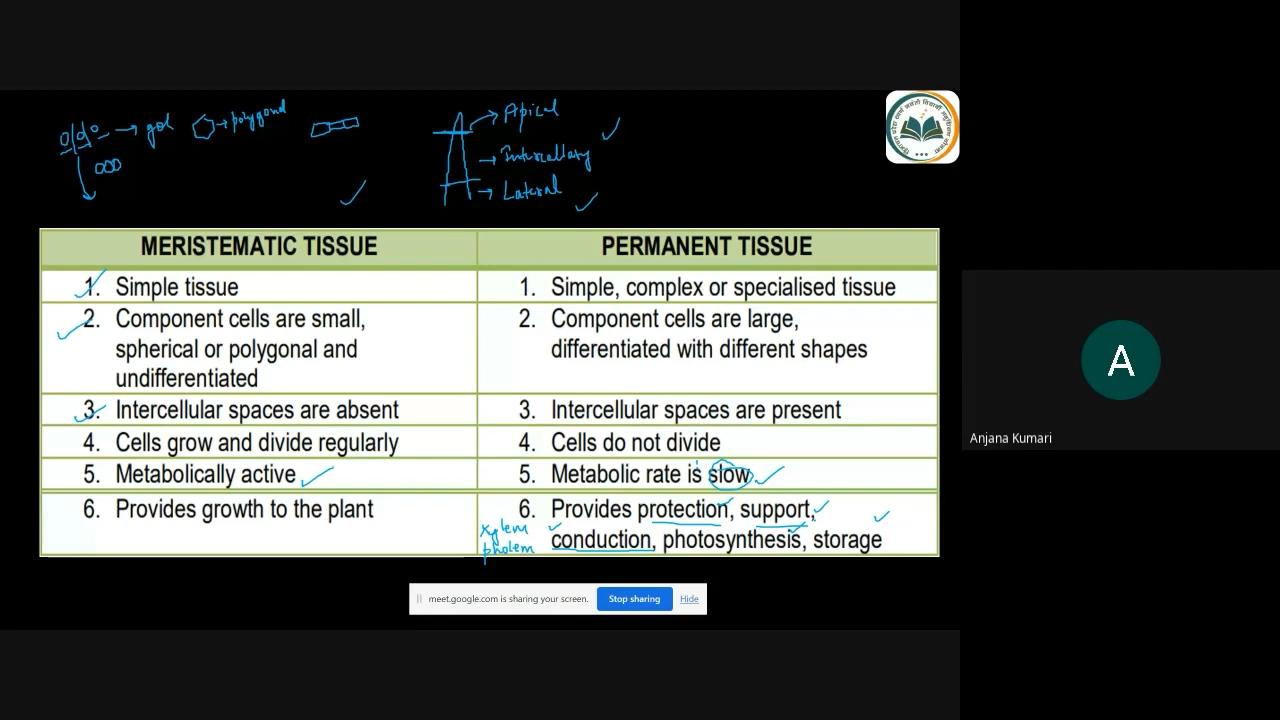 Apical
gol
polygonal
Intercallary
Lateral
MERISTEMATIC TISSUE PERMANENT TISSUE
1. Simple tissue 1. Simple, complex or specialised tissue
2. Component cells are small, 2. Component cells are large,
spherical or polygonal and differentiated with different shapes
undifferentiated
3. Intercellular spaces are absent 3. Intercellular spaces are present
4. Cells grow and divide regularly 4. Cells do not divide
5. Metabolically active 5. Metabolic rate is slow
6. Provides growth to the plant 6. Provides protection, support,
xylem
conduction, photosynthesis, storage
pholem
meet.google.com is sharing your screen. Stop sharing Hide
A
Anjana Kumari